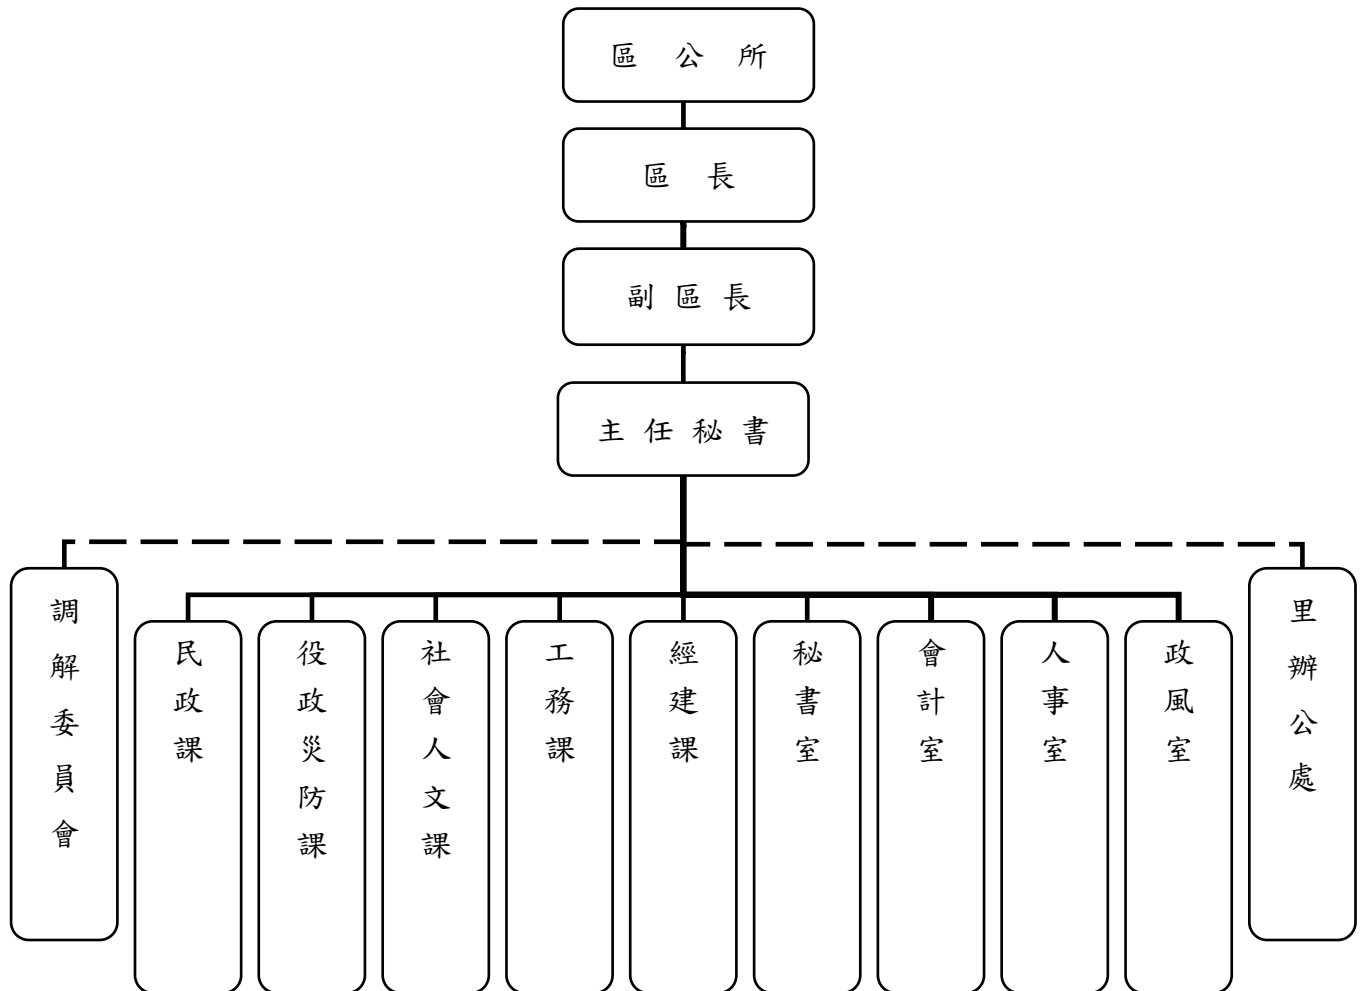 區公所
區長
副區長
主任秘書
調解委員會
民政課
役政災防課
社會人文課
工務課
經建課
秘書室
會計室
人事室
政風室
里辦公處